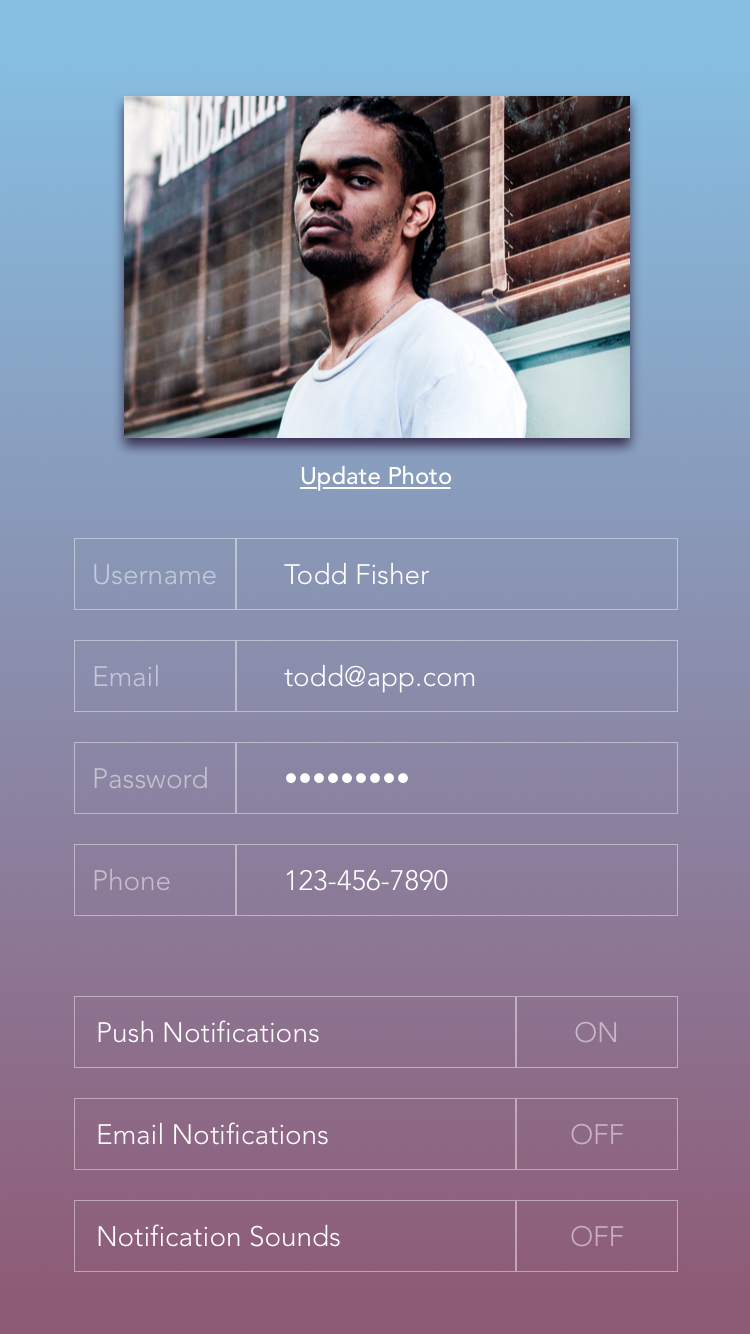 BARBEARIA
Update Photo
Username Todd Fisher
Email todd@app.com
Password •••••••••
Phone 123-456-7890
Push Notifications ON
Email Notifications OFF
Notification Sounds OFF